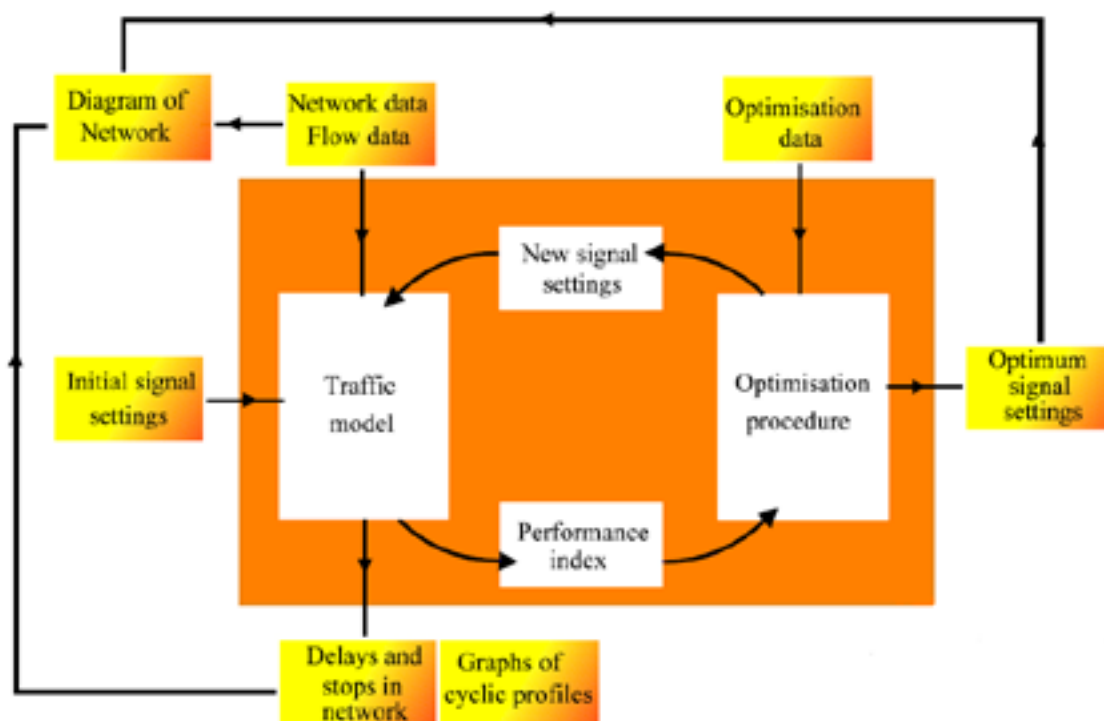 Diagram of
Network
Network data
Flow data
Optimisation
data
New signal
settings
Initial signal
settings
Traffic
model
Optimisation
procedure
Optimum
signal
settings
Performance
index
Delays and
stops in
network
Graphs of
cyclic profiles